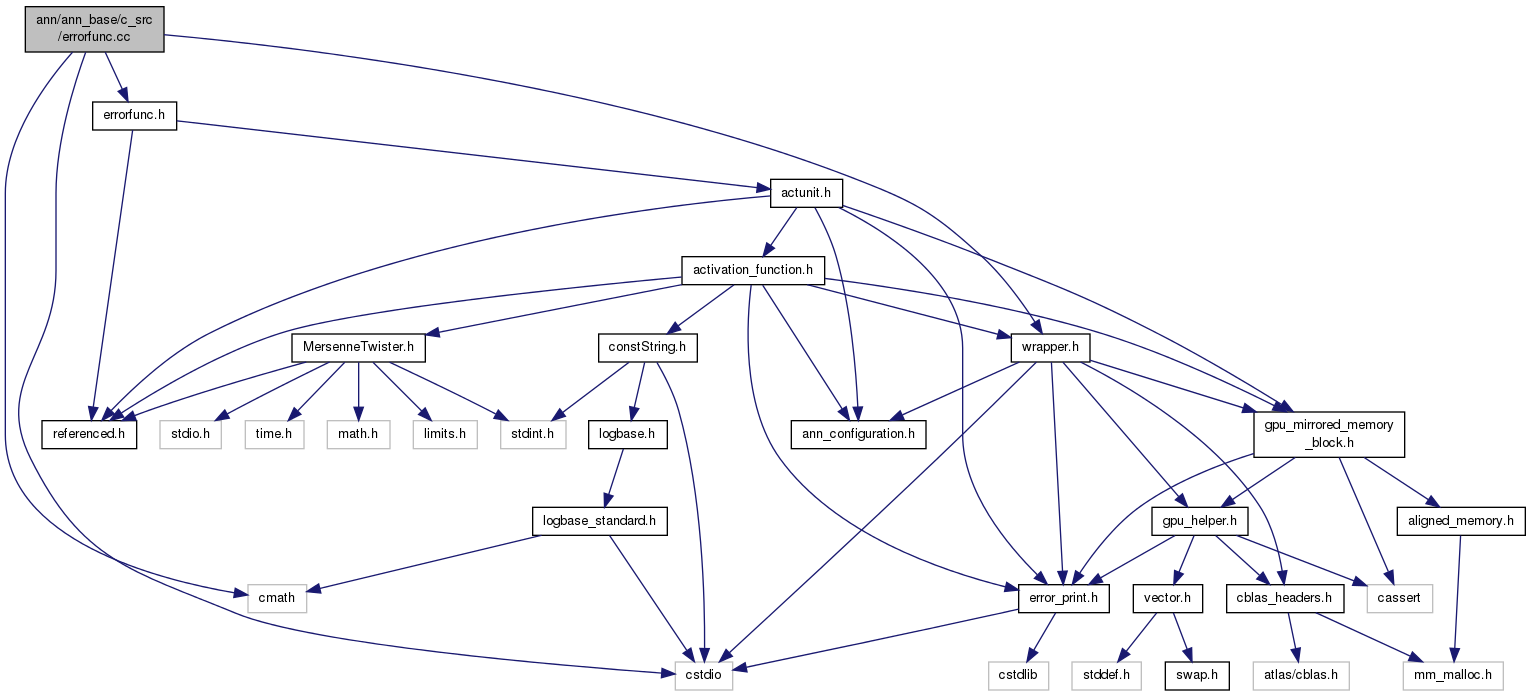 ann/ann_base/c_src
/errorfunc.cc
errorfunc.h
actunit.h
activation_function.h
MersenneTwister.h
constString.h
wrapper.h
referenced.h
stdio.h
time.h
math.h
limits.h
stdint.h
logbase.h
ann_configuration.h
gpu_mirrored_memory
_block.h
logbase_standard.h
gpu_helper.h
aligned_memory.h
cmath
error_print.h
vector.h
cblas_headers.h
cassert
cstdio
cstdlib
stddef.h
swap.h
atlas/cblas.h
mm_malloc.h